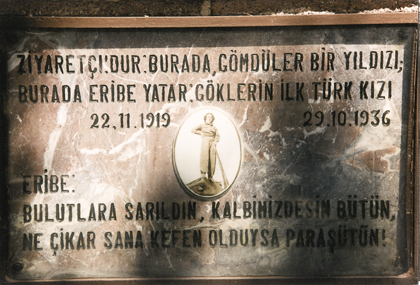 ZİYARETÇİ! DUR: BURADA, GÖMDÜLER BİR YILDIZI;
BURADA ERİBE YATAR: GÖKLERİN İLK TÜRK KIZI
22.11.1919 29.10.1936
ERİBE:
BULUTLARA SARILDIN, KALBİMİZDESİN BÜTÜN,
NE ÇIKAR SANA KEFEN OLDUYSA PARAŞÜTÜN!